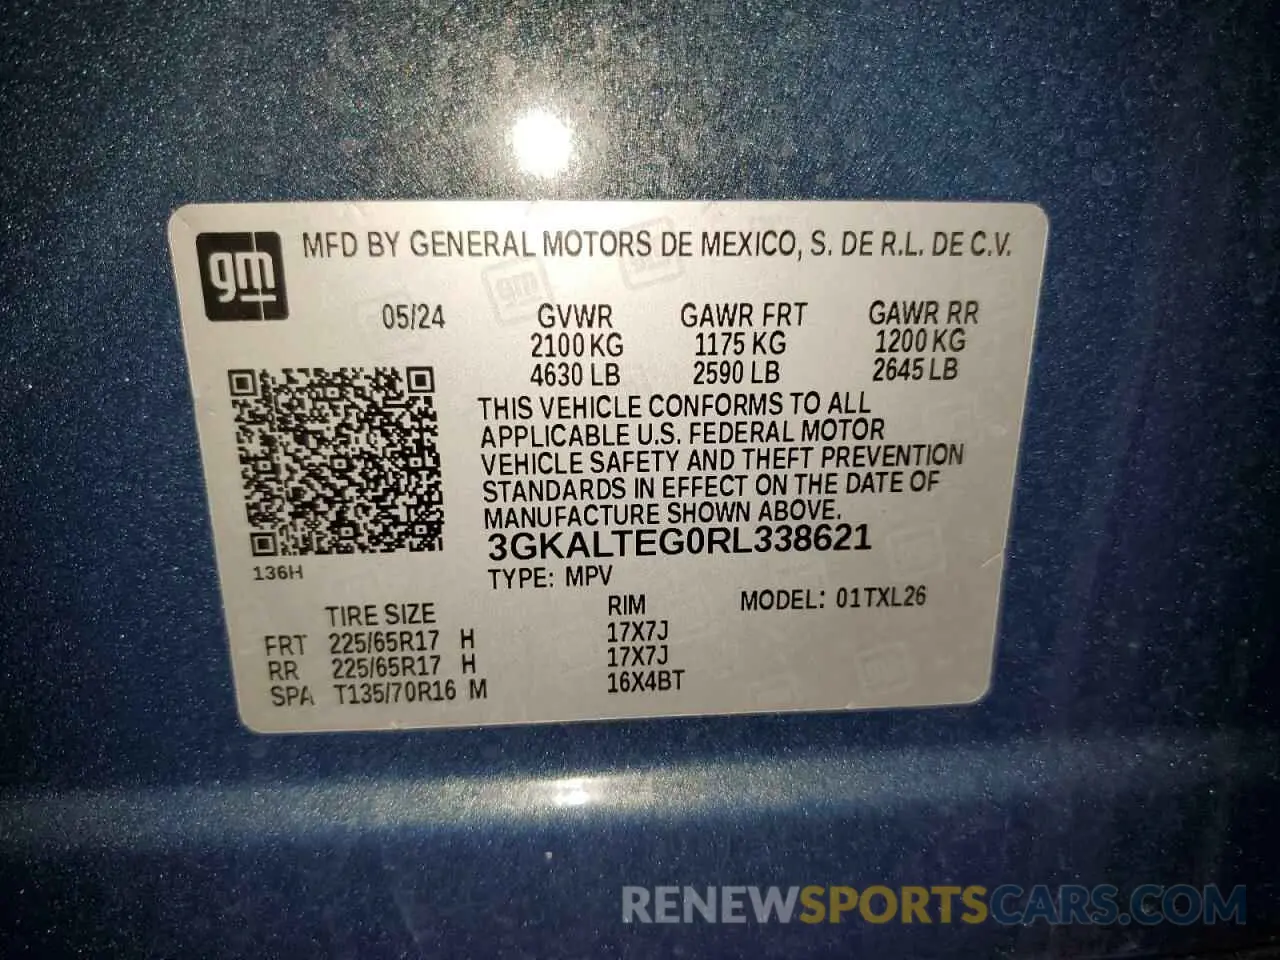 gm
MFD BY GENERAL MOTORS DE MEXICO, S. DE R.L. DE C.V.
05/24 GVWR GAWR FRT GAWR RR
2100 KG 1175 KG 1200 KG
4630 LB 2590 LB 2645 LB
THIS VEHICLE CONFORMS TO ALL
APPLICABLE U.S. FEDERAL MOTOR
VEHICLE SAFETY AND THEFT PREVENTION
STANDARDS IN EFFECT ON THE DATE OF
MANUFACTURE SHOWN ABOVE.
3GKALTEG0RL338621
136H
TYPE: MPV
TIRE SIZE RIM MODEL: 01TXL26
FRT 225/65R17 H 17X7J
RR 225/65R17 H 17X7J
SPA T135/70R16 M 16X4BT
RENEWSPORTSCARS.COM